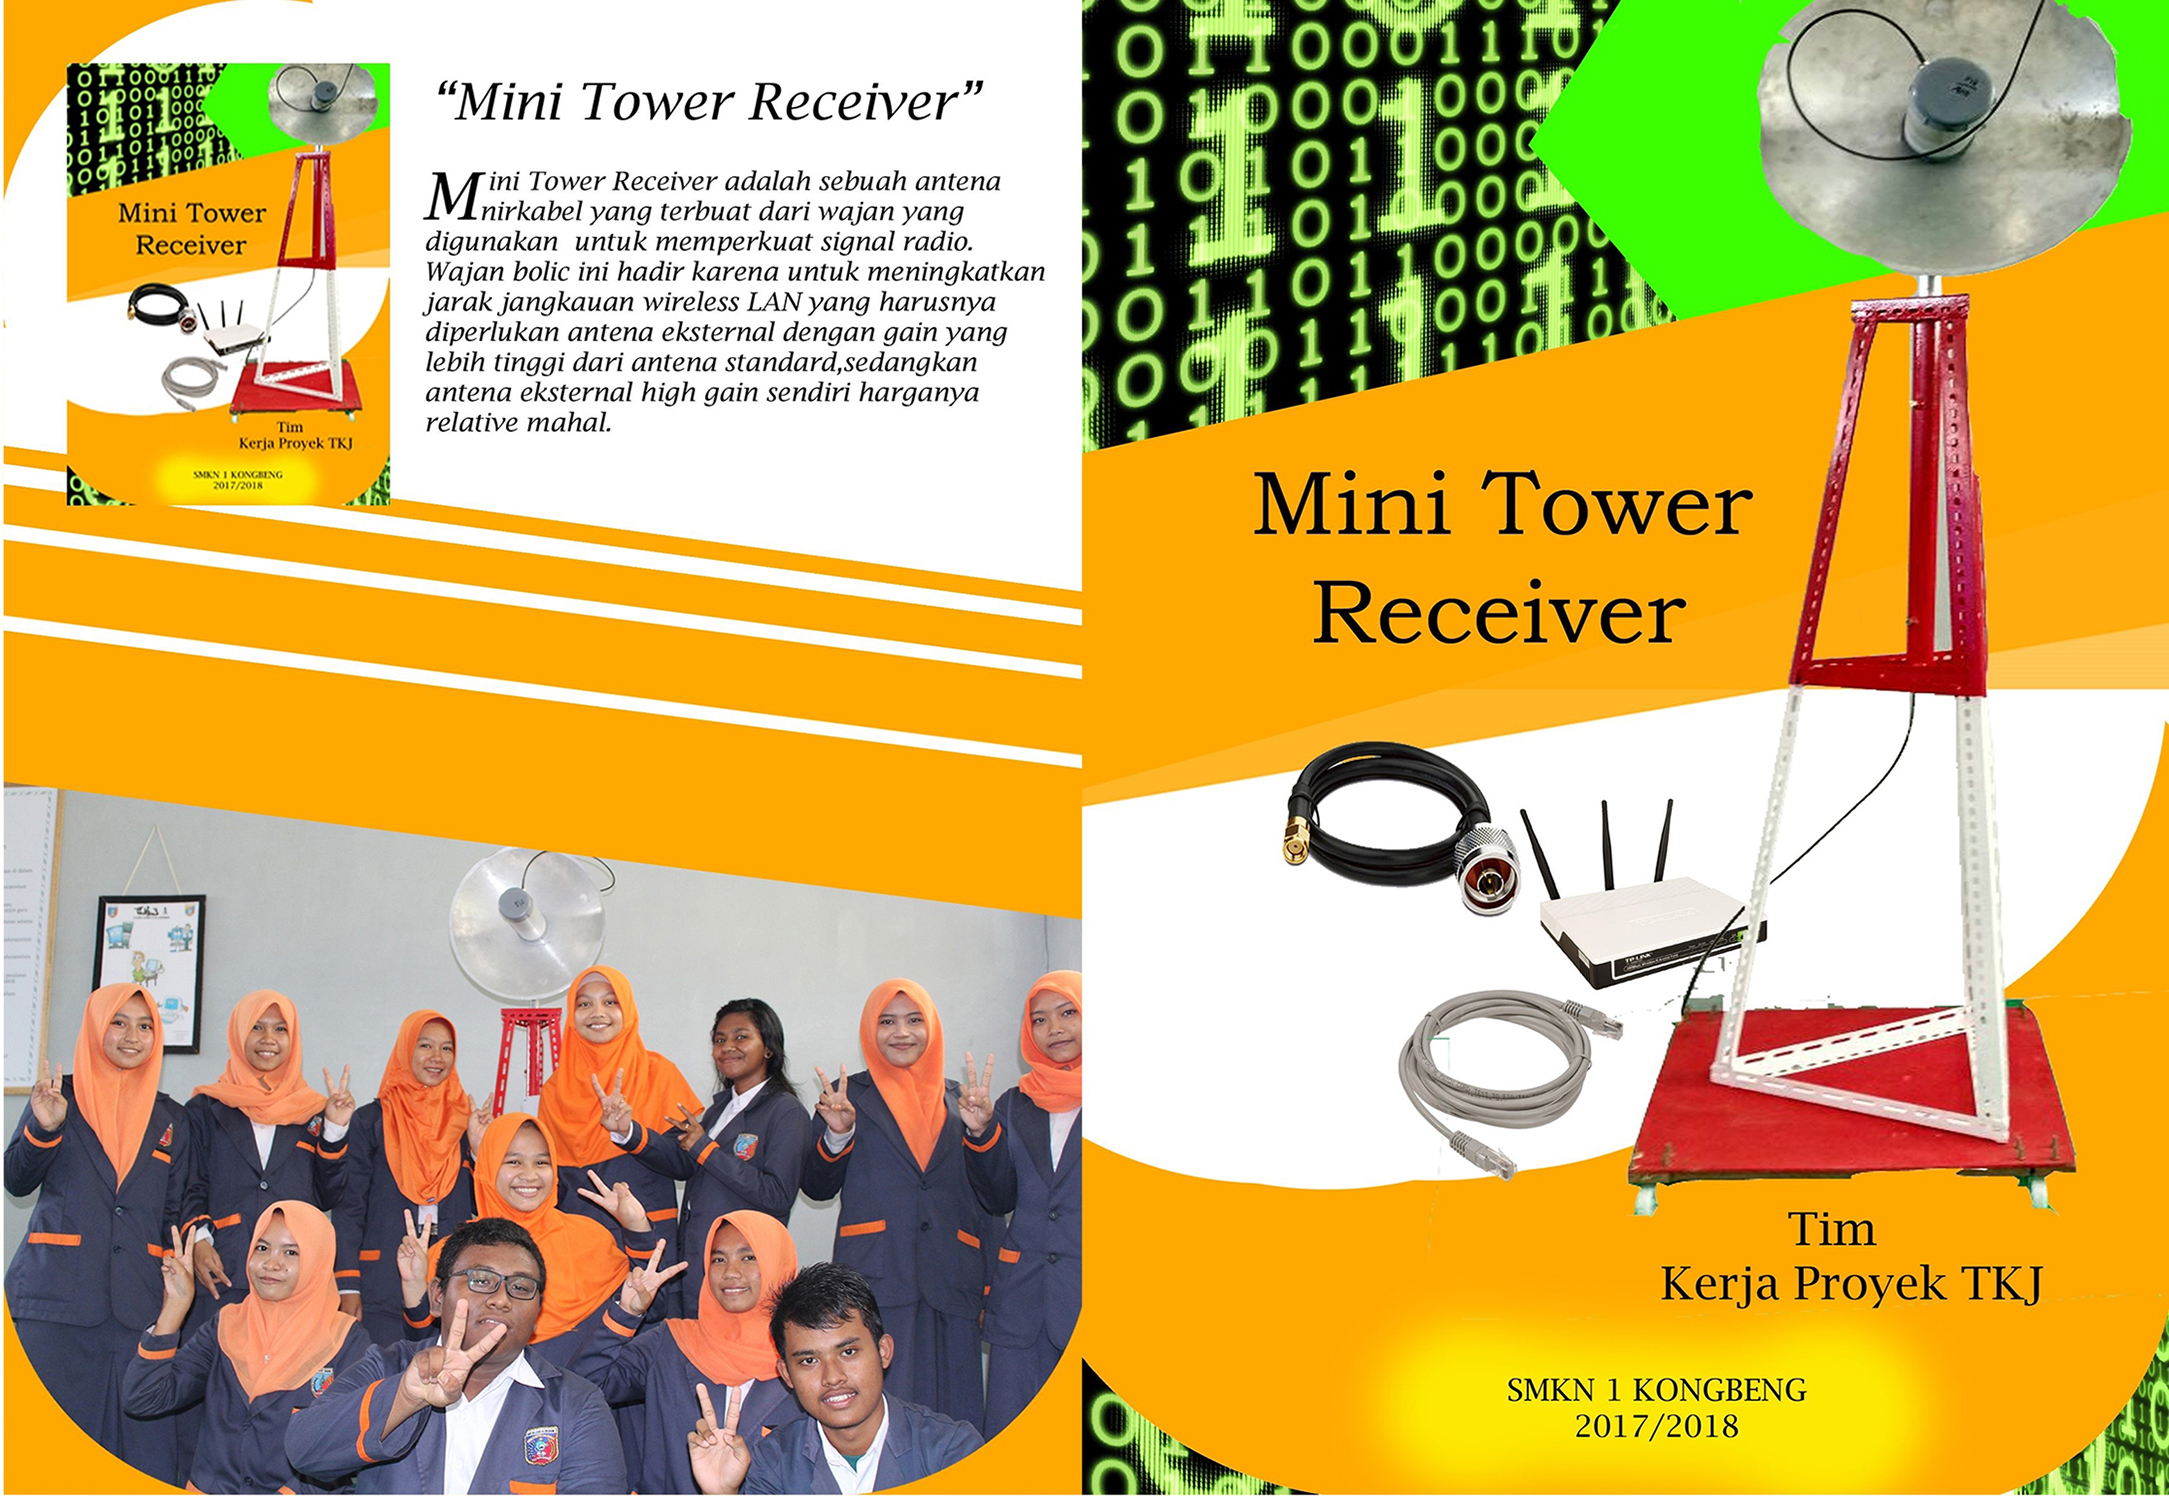 “Mini Tower Receiver”
Mini Tower Receiver adalah sebuah antena
nirkabel yang terbuat dari wajan yang
digunakan  untuk memperkuat signal radio.
Wajan bolic ini hadir karena untuk meningkatkan
jarak jangkauan wireless LAN yang harusnya
diperlukan antena eksternal dengan gain yang
lebih tinggi dari antena standard,sedangkan
antena eksternal high gain sendiri harganya
relative mahal.
Mini Tower
Receiver
Tim
Kerja Proyek TKJ
SMKN 1 KONGBENG
2017/2018
Mini Tower
Receiver
TP-LINK
Tim
Kerja Proyek TKJ
SMKN 1 KONGBENG
2017/2018